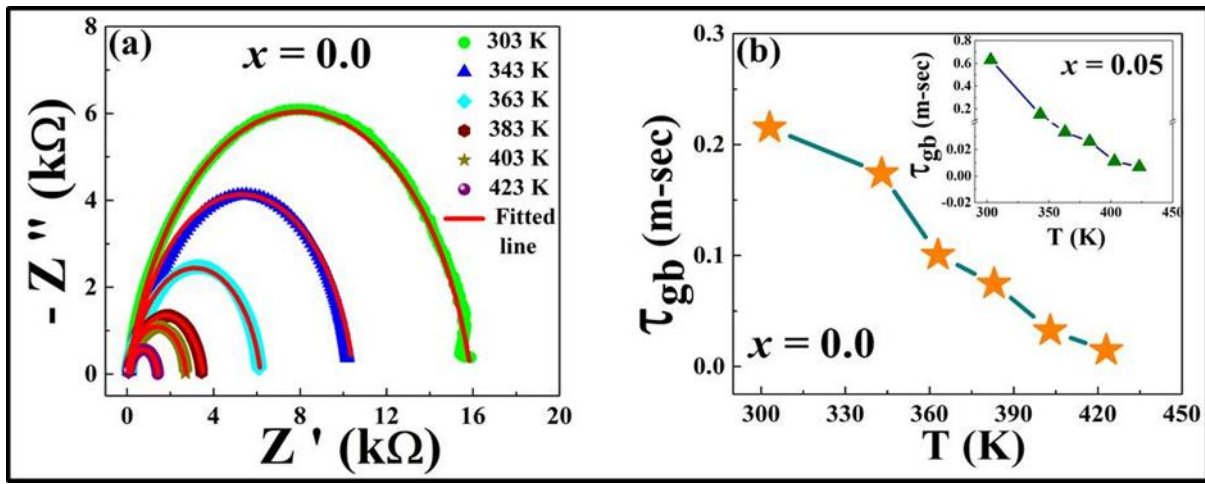 (a)
x = 0.0
303 K
343 K
363 K
383 K
403 K
423 K
Fitted
line
- Z " (kΩ)
8
6
4
2
0
0 4 8 12 16 20
Z ' (kΩ)
(b)
τgb (m-sec)
0.3
0.2
0.1
0.0
x = 0.0
300 330 360 390 420 450
T (K)
x = 0.05
τgb (m-sec)
0.8
0.6
0.4
0.2
0.02
0.00
-0.02
300 350 400 450
T (K)